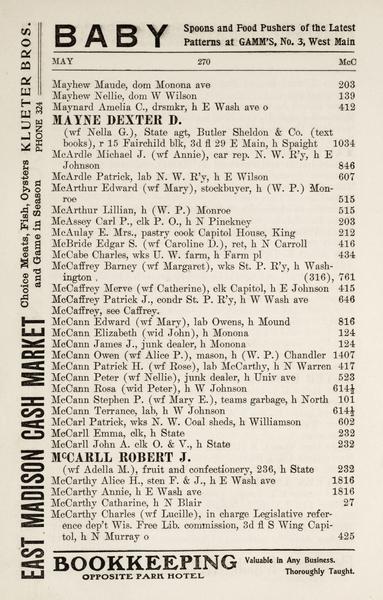 BABY Spoons and Food Pushers of the Latest
Patterns at GAMM'S, No. 3, West Main
MAY 270 McC
Mayhew Maude, dom Monona ave 203
Mayhew Nellie, dom W Wilson 139
Maynard Amelia C., drsmkr, h E Wash ave o 412
MAYNE DEXTER D.
(wf Nella G.), State agt, Butler Sheldon & Co. (text
books), r 15 Fairchild blk, 3d fl 29 E Main, h Spaight 1034
McArdle Michael J. (wf Annie), car rep. N. W. R'y, h E
Johnson 846
McArdle Patrick, lab N. W. R'y, h E Wilson 607
McArthur Edward (wf Mary), stockbuyer, h (W. P.) Mon-
roe 515
McArthur Lillian, h (W. P.) Monroe 515
McAssey Carl P., clk P. O., h N Pinckney 203
McAulay E. Mrs., pastry cook Capitol House, King 212
McBride Edgar S. (wf Caroline D.), ret, h N Carroll 416
McCabe Charles, wks U. W. farm, h Farm pl 434
McCaffrey Barney (wf Margaret), wks St. P. R'y, h Wash-
ington (316), 761
McCaffrey Merve (wf Catherine), elk Capitol, h E Johnson 415
McCaffrey Patrick J., condr St. P. R'y, h W Wash ave 646
McCaffrey, see Caffrey.
McCann Edward (wf Mary), lab Owens, h Mound 816
McCann Elizabeth (wid John), h Monona 124
McCann James J., junk dealer, h Monona 124
McCann Owen (wf Alice P.), mason, h (W. P.) Chandler 1407
McCann Patrick H. (wf Rose), lab McCarthy, h N Warren 417
McCann Peter (wf Nellie), junk dealer, h Univ ave 523
McCann Rosa (wid Peter), h W Johnson 614½
McCann Stephen P. (wf Mary E.), teams garbage, h North 101
McCann Terrance, lab, h W Johnson 614½
McCarl Patrick, wks N. W. Coal sheds, h Williamson 602
McCarll Emma, clk, h State 232
McCarll John A. clk O. & V., h State 232
McCARLL ROBERT J.
(wf Adella M.), fruit and confectionery, 236, h State 232
McCarthy Alice H., sten F. & J., h E Wash ave 1816
McCarthy Annie, h E Wash ave 1816
McCarthy Catharine, h N Blair 27
McCarthy Charles (wf Lucille), in charge Legislative refer-
ence dep't Wis. Free Lib. commission, 3d fl S Wing Capi-
tol, h N Murray o 425
BOOKKEEPING Valuable in Any Business.
OPPOSITE PARK HOTEL Thoroughly Taught.
EAST MADISON CASH MARKET Choice Meats, Fish, Oysters KLUETER BROS.
and Game in Season PHONE 324